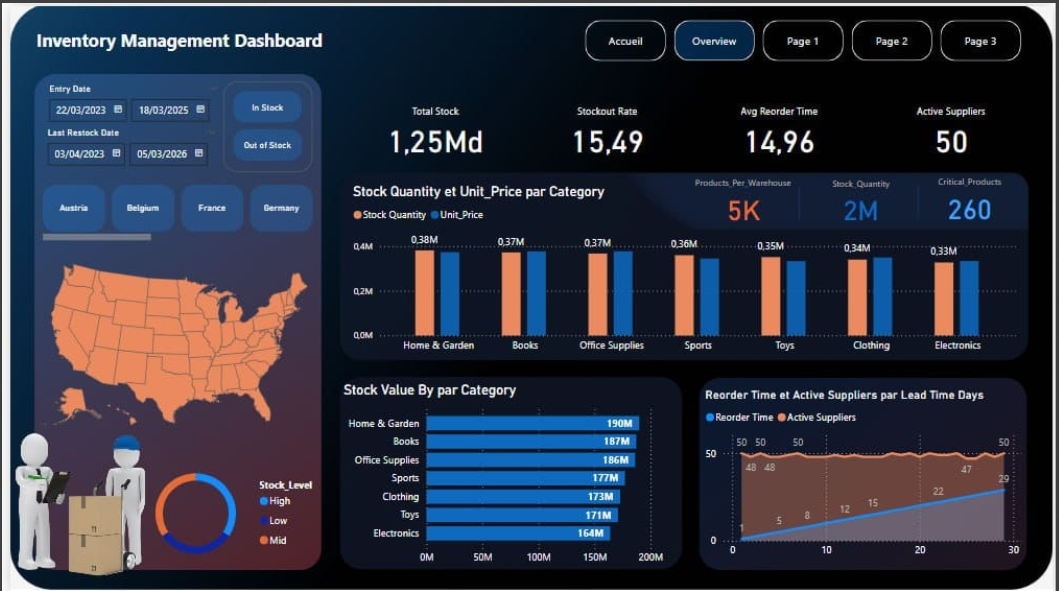 Inventory Management Dashboard
Accueil
Overview
Page 1
Page 2
Page 3
Entry Date
22/03/2023
18/03/2025
Last Restock Date
03/04/2023
05/03/2026
In Stock
Out of Stock
Austria
Belgium
France
Germany
Total Stock
1,25Md
Stockout Rate
15,49
Avg Reorder Time
14,96
Active Suppliers
50
Stock Quantity et Unit_Price par Category
Stock Quantity
Unit_Price
Products_Per_Warehouse
5K
Stock_Quantity
2M
Critical_Products
260
0,4M
0,2M
0,0M
0,38M
0,37M
0,37M
0,36M
0,35M
0,34M
0,33M
Home & Garden
Books
Office Supplies
Sports
Toys
Clothing
Electronics
Stock_Level
High
Low
Mid
Stock Value By par Category
Home & Garden 190M
Books 187M
Office Supplies 186M
Sports 177M
Clothing 173M
Toys 171M
Electronics 164M
0M 50M 100M 150M 200M
Reorder Time et Active Suppliers par Lead Time Days
Reorder Time
Active Suppliers
50
0
50 50 50 50
48 48 47
1 5 8 12 15 22 29
0 10 20 30